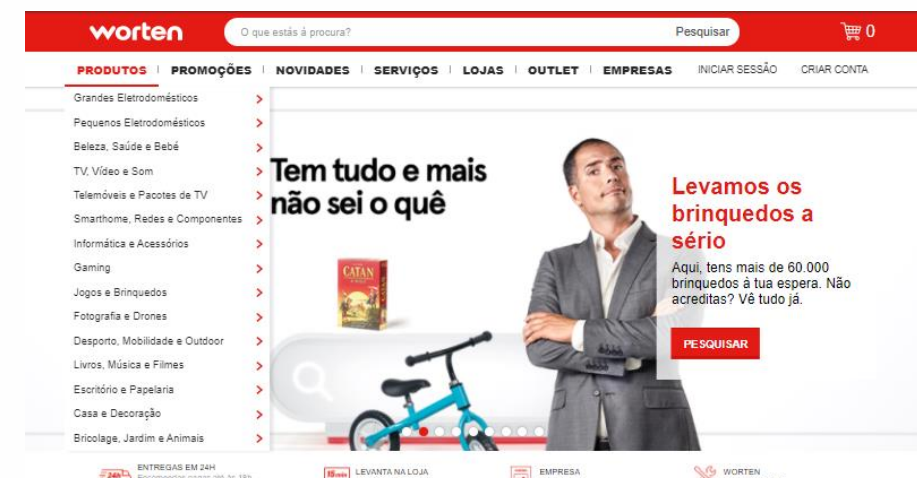 worten
O que estás à procura?
Pesquisar
0
PRODUTOS
PROMOÇÕES
NOVIDADES
SERVIÇOS
LOJAS
OUTLET
EMPRESAS
INICIAR SESSÃO
CRIAR CONTA
Grandes Eletrodomésticos
Pequenos Eletrodomésticos
Beleza, Saúde e Bebé
TV, Vídeo e Som
Telemóveis e Pacotes de TV
Smarthome, Redes e Componentes
Informática e Acessórios
Gaming
Jogos e Brinquedos
Fotografia e Drones
Desporto, Mobilidade e Outdoor
Livros, Música e Filmes
Escritório e Papelaria
Casa e Decoração
Bricolage, Jardim e Animais
Tem tudo e mais
não sei o quê
CATAN
Levamos os
brinquedos a
sério
Aqui, tens mais de 60.000
brinquedos à tua espera. Não
acreditas? Vê tudo já.
PESQUISAR
24h
ENTREGAS EM 24H
15min
LEVANTA NA LOJA
EMPRESA
WORTEN